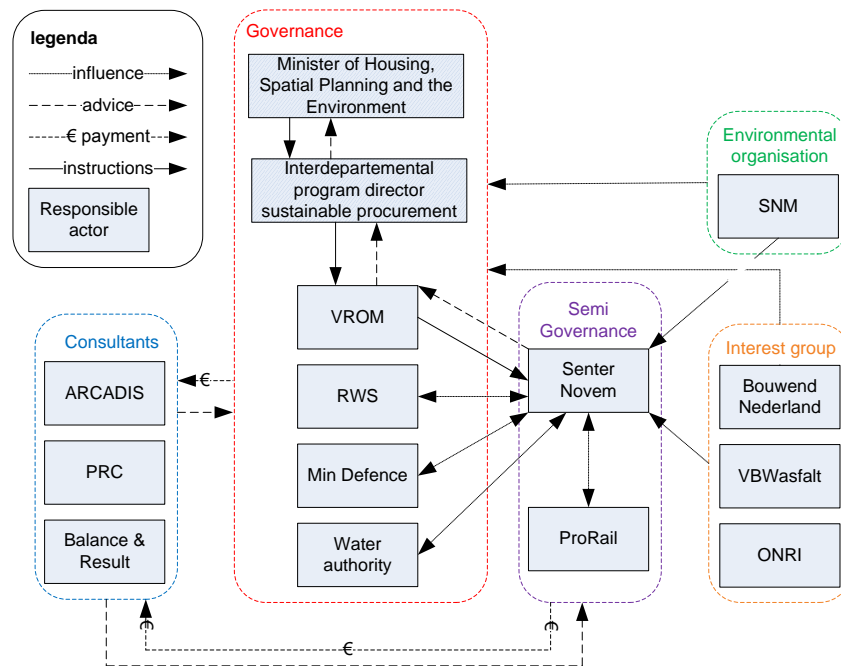 legenda
influence
advice
€ payment
instructions
Responsible
actor
Governance
Minister of Housing,
Spatial Planning and the
Environment
Interdepartemental
program director
sustainable procurement
VROM
RWS
Min Defence
Water
authority
Environmental
organisation
SNM
Semi
Governance
Senter
Novem
ProRail
Consultants
ARCADIS
PRC
Balance &
Result
€
Interest group
Bouwend
Nederland
VBWasfalt
ONRI
€
€
€